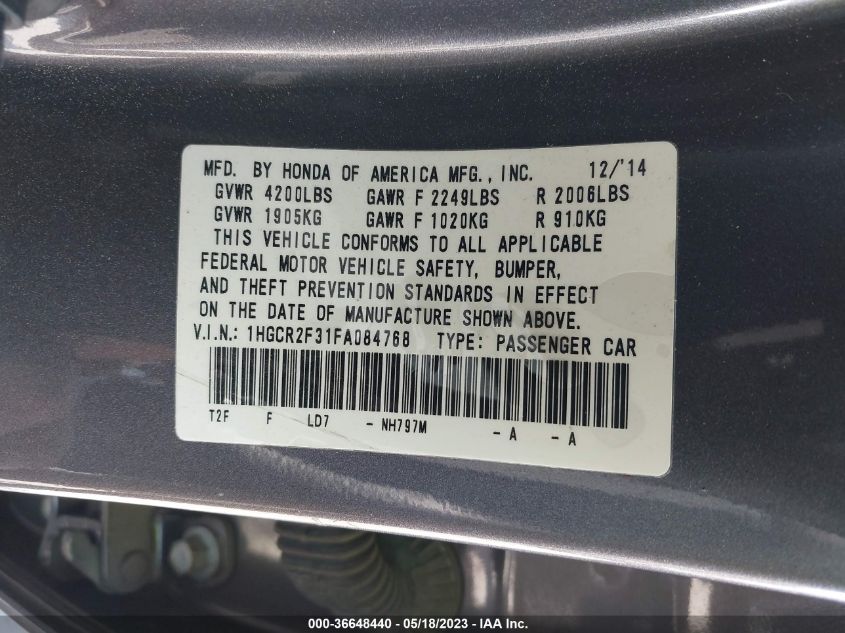 MFD. BY HONDA OF AMERICA MFG., INC. 12/'14
GVWR 4200LBS GAWR F 2249LBS R 2006LBS
GVWR 1905KG GAWR F 1020KG R 910KG
THIS VEHICLE CONFORMS TO ALL APPLICABLE
FEDERAL MOTOR VEHICLE SAFETY, BUMPER,
AND THEFT PREVENTION STANDARDS IN EFFECT
ON THE DATE OF MANUFACTURE SHOWN ABOVE.
V.I.N.: 1HGCR2F31FA084768 TYPE: PASSENGER CAR
T2F F LD7 - NH797M - A - A
000-36648440 - 05/18/2023 - IAA Inc.